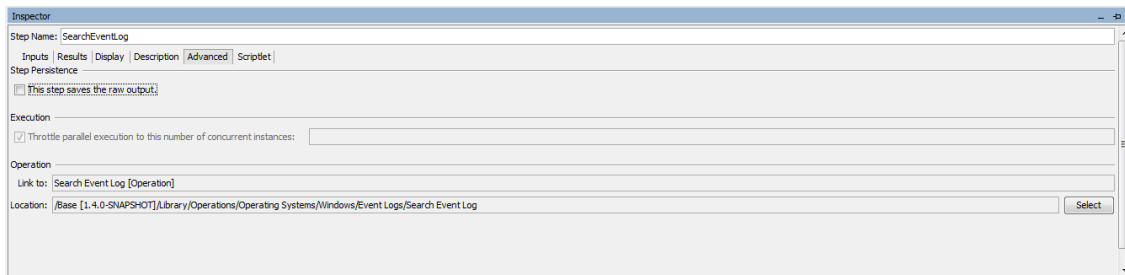 Inspector
Step Name: SearchEventLog
Inputs Results Display Description Advanced Scriptlet
Step Persistence
This step saves the raw output.
Execution
Throttle parallel execution to this number of concurrent instances:
Operation
Link to: Search Event Log [Operation]
Location: /Base [1.4.0-SNAPSHOT]/Library/Operations/Operating Systems/Windows/Event Logs/Search Event Log Select